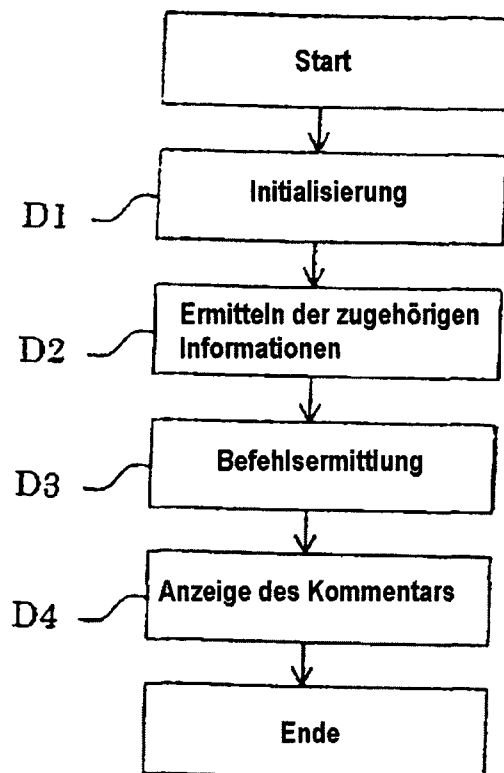 Start
D1
Initialisierung
D2
Ermitteln der zugehörigen
Informationen
D3
Befehlsermittlung
D4
Anzeige des Kommentars
Ende